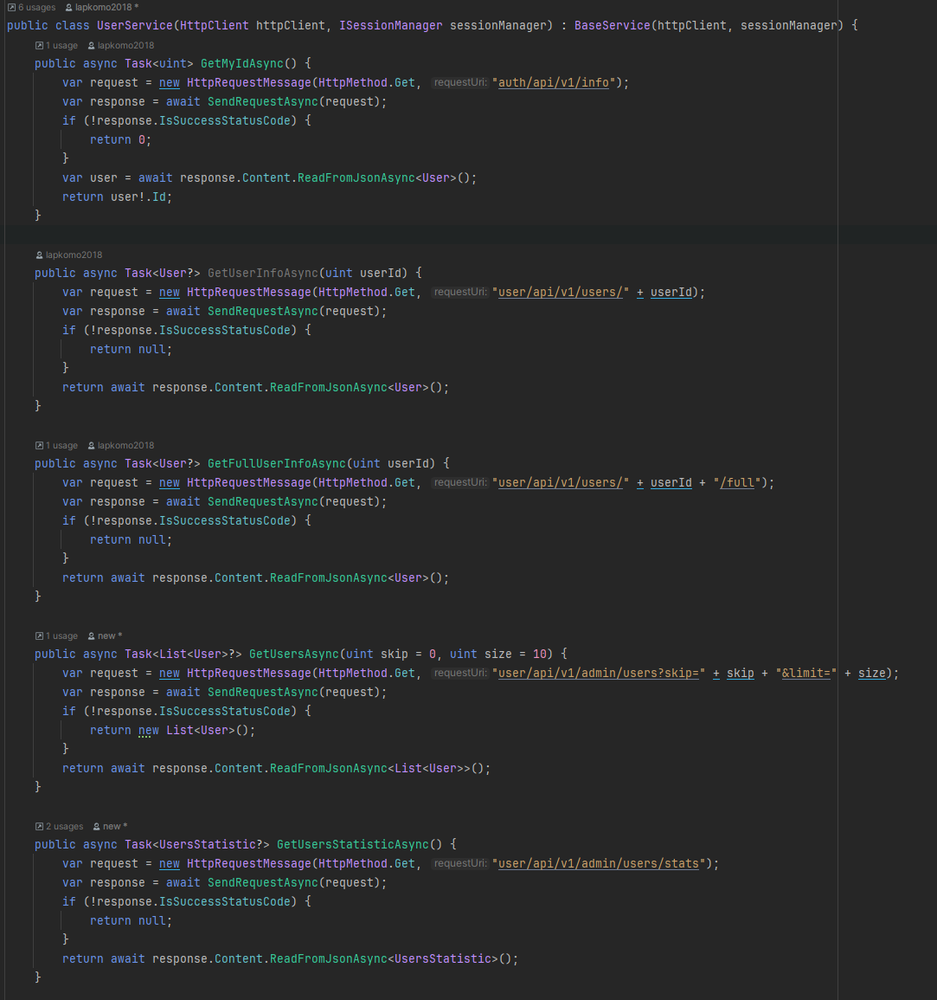 6 usages lapkomo2018 *
public class UserService(HttpClient httpClient, ISessionManager sessionManager) : BaseService(httpClient, sessionManager) {
1 usage lapkomo2018
public async Task<uint> GetMyIdAsync() {
var request = new HttpRequestMessage(HttpMethod.Get, requestUri: "auth/api/v1/info");
var response = await SendRequestAsync(request);
if (!response.IsSuccessStatusCode) {
return 0;
}
var user = await response.Content.ReadFromJsonAsync<User>();
return user!.Id;
}
lapkomo2018
public async Task<User?> GetUserInfoAsync(uint userId) {
var request = new HttpRequestMessage(HttpMethod.Get, requestUri: "user/api/v1/users/" + userId);
var response = await SendRequestAsync(request);
if (!response.IsSuccessStatusCode) {
return null;
}
return await response.Content.ReadFromJsonAsync<User>();
}
1 usage lapkomo2018
public async Task<User?> GetFullUserInfoAsync(uint userId) {
var request = new HttpRequestMessage(HttpMethod.Get, requestUri: "user/api/v1/users/" + userId + "/full");
var response = await SendRequestAsync(request);
if (!response.IsSuccessStatusCode) {
return null;
}
return await response.Content.ReadFromJsonAsync<User>();
}
1 usage new *
public async Task<List<User>?> GetUsersAsync(uint skip = 0, uint size = 10) {
var request = new HttpRequestMessage(HttpMethod.Get, requestUri: "user/api/v1/admin/users?skip=" + skip + "&limit=" + size);
var response = await SendRequestAsync(request);
if (!response.IsSuccessStatusCode) {
return new List<User>();
}
return await response.Content.ReadFromJsonAsync<List<User>>();
}
2 usages new *
public async Task<UsersStatistic?> GetUsersStatisticAsync() {
var request = new HttpRequestMessage(HttpMethod.Get, requestUri: "user/api/v1/admin/users/stats");
var response = await SendRequestAsync(request);
if (!response.IsSuccessStatusCode) {
return null;
}
return await response.Content.ReadFromJsonAsync<UsersStatistic>();
}